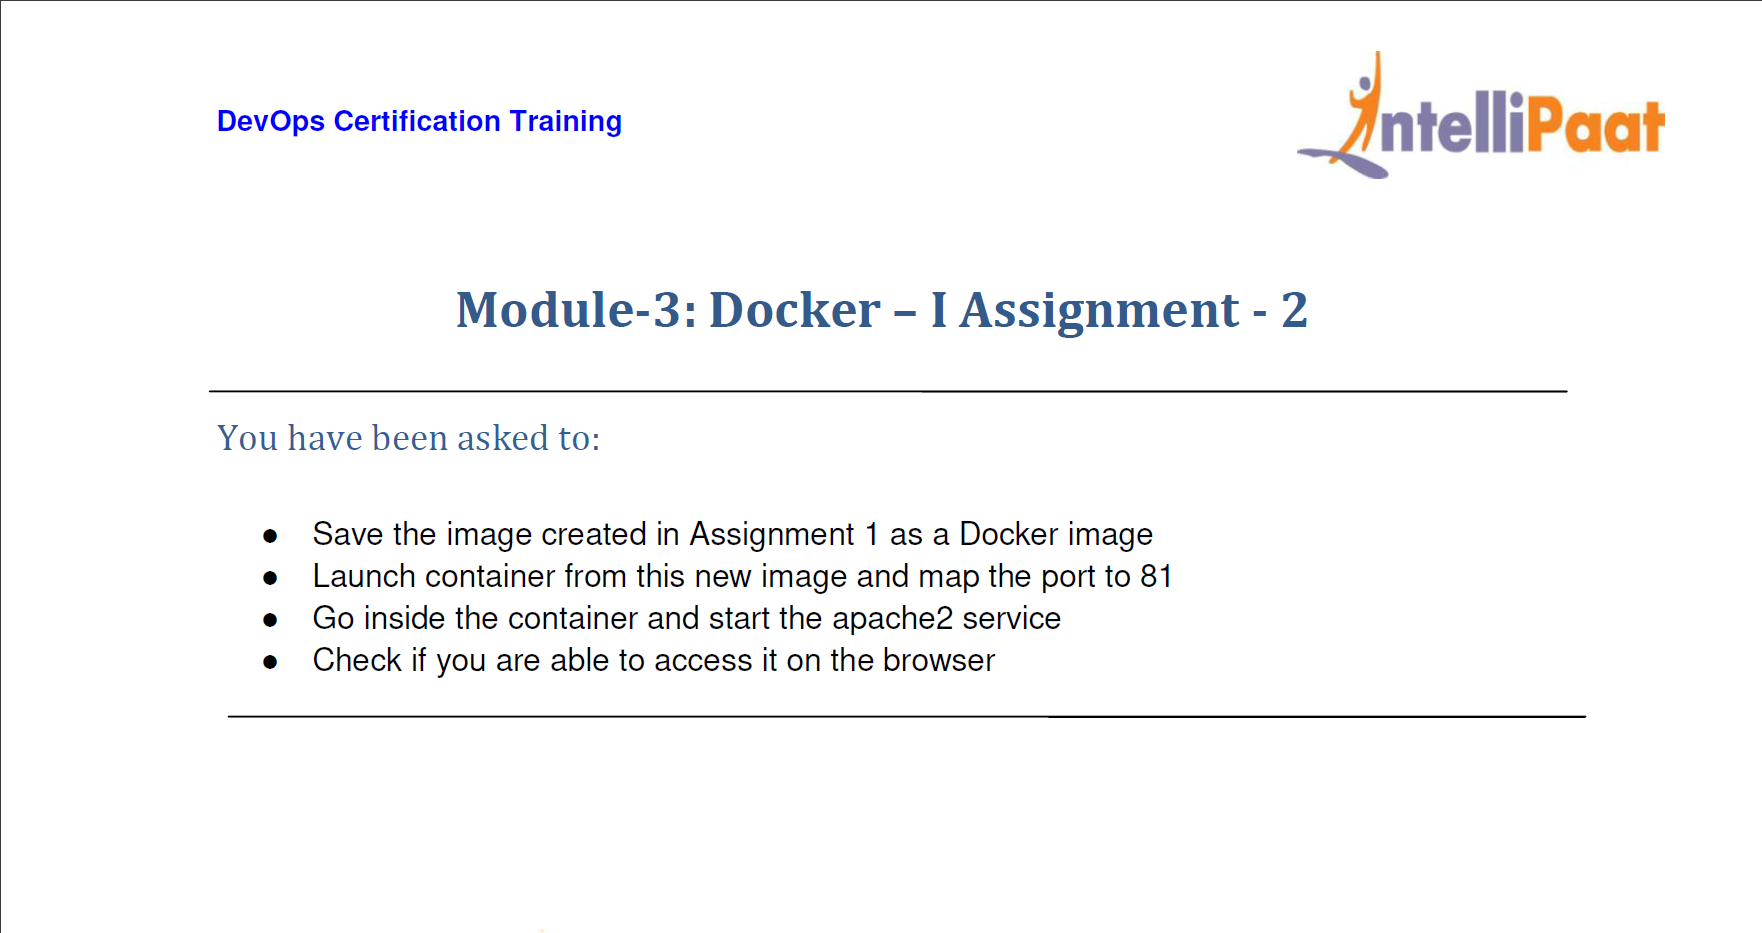 DevOps Certification Training
IntelliPaat
Module-3: Docker – I Assignment - 2
You have been asked to:
● Save the image created in Assignment 1 as a Docker image
● Launch container from this new image and map the port to 81
● Go inside the container and start the apache2 service
● Check if you are able to access it on the browser